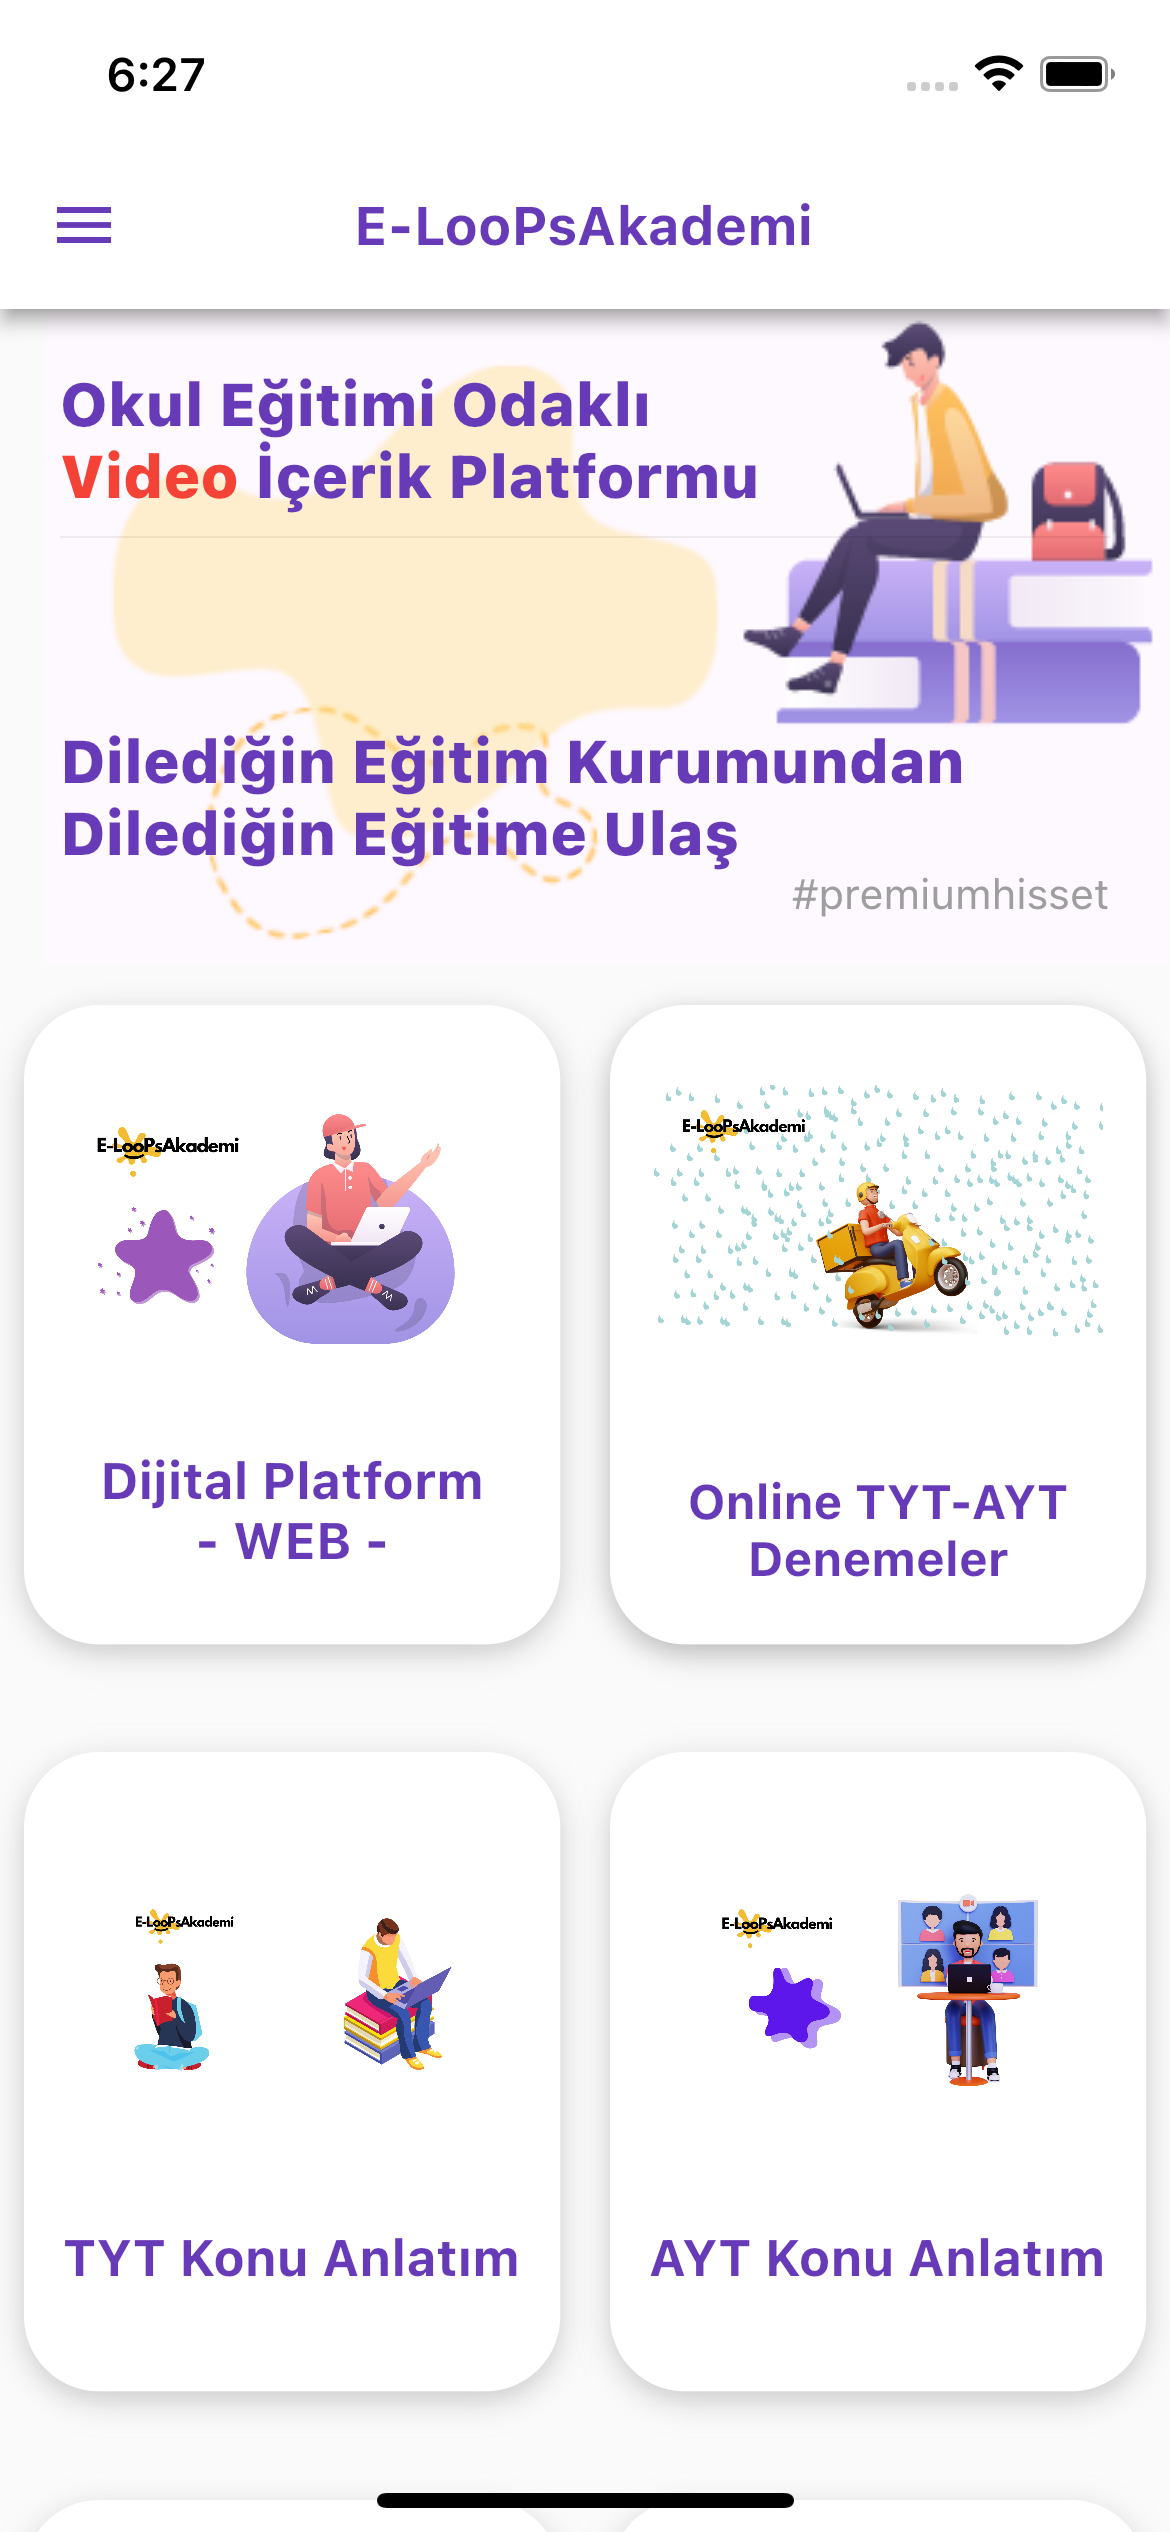 6:27
E-LooPsAkademi
Okul Eğitimi Odaklı
Video İçerik Platformu
Dilediğin Eğitim Kurumundan
Dilediğin Eğitime Ulaş
#premiumhisset
E-LooPsAkademi
E-LooPsAkademi
Dijital Platform
- WEB -
Online TYT-AYT
Denemeler
E-LooPsAkademi
E-LooPsAkademi
TYT Konu Anlatım
AYT Konu Anlatım